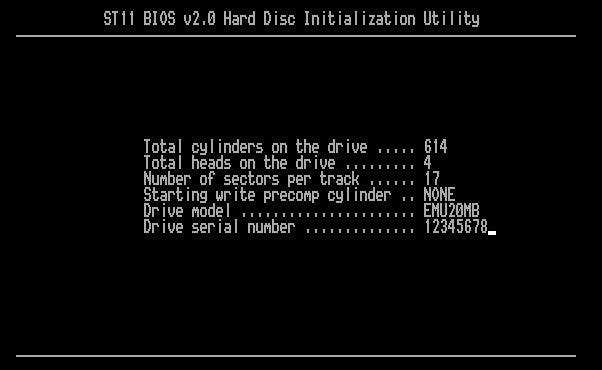 ST11 BIOS v2.0 Hard Disc Initialization Utility
Total cylinders on the drive ..... 614
Total heads on the drive ......... 4
Number of sectors per track ...... 17
Starting write precomp cylinder .. NONE
Drive model ...................... EMU20MB
Drive serial number .............. 12345678